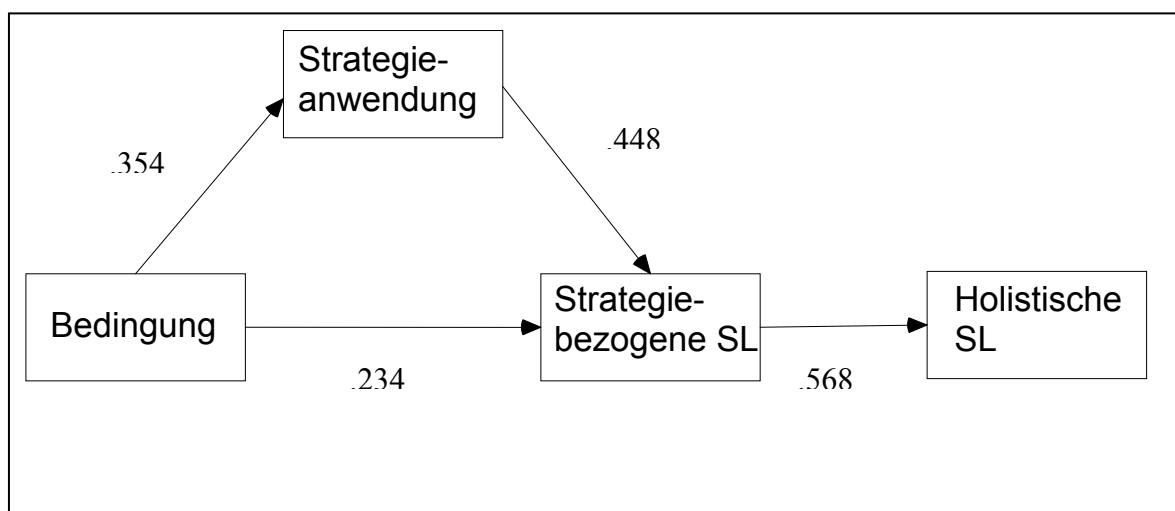 Strategie-
anwendung
.354
.448
Bedingung
Strategie-
bezogene SL
Holistische
SL
.234
.568